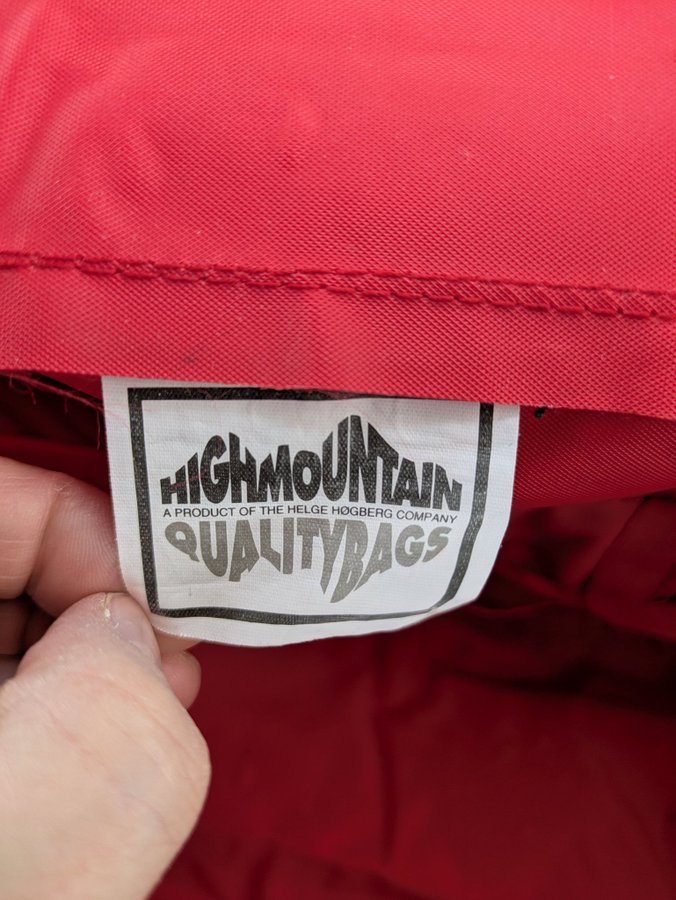 HIGHMOUNTAIN
A PRODUCT OF THE HELGE HØGBERG COMPANY
QUALITYBAGS